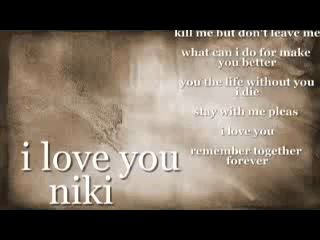 kill me but don't leave me
what can i do for make
you better
you the life without you
i die
stay with me pleas
i love you
remember together
forever
i love you
niki